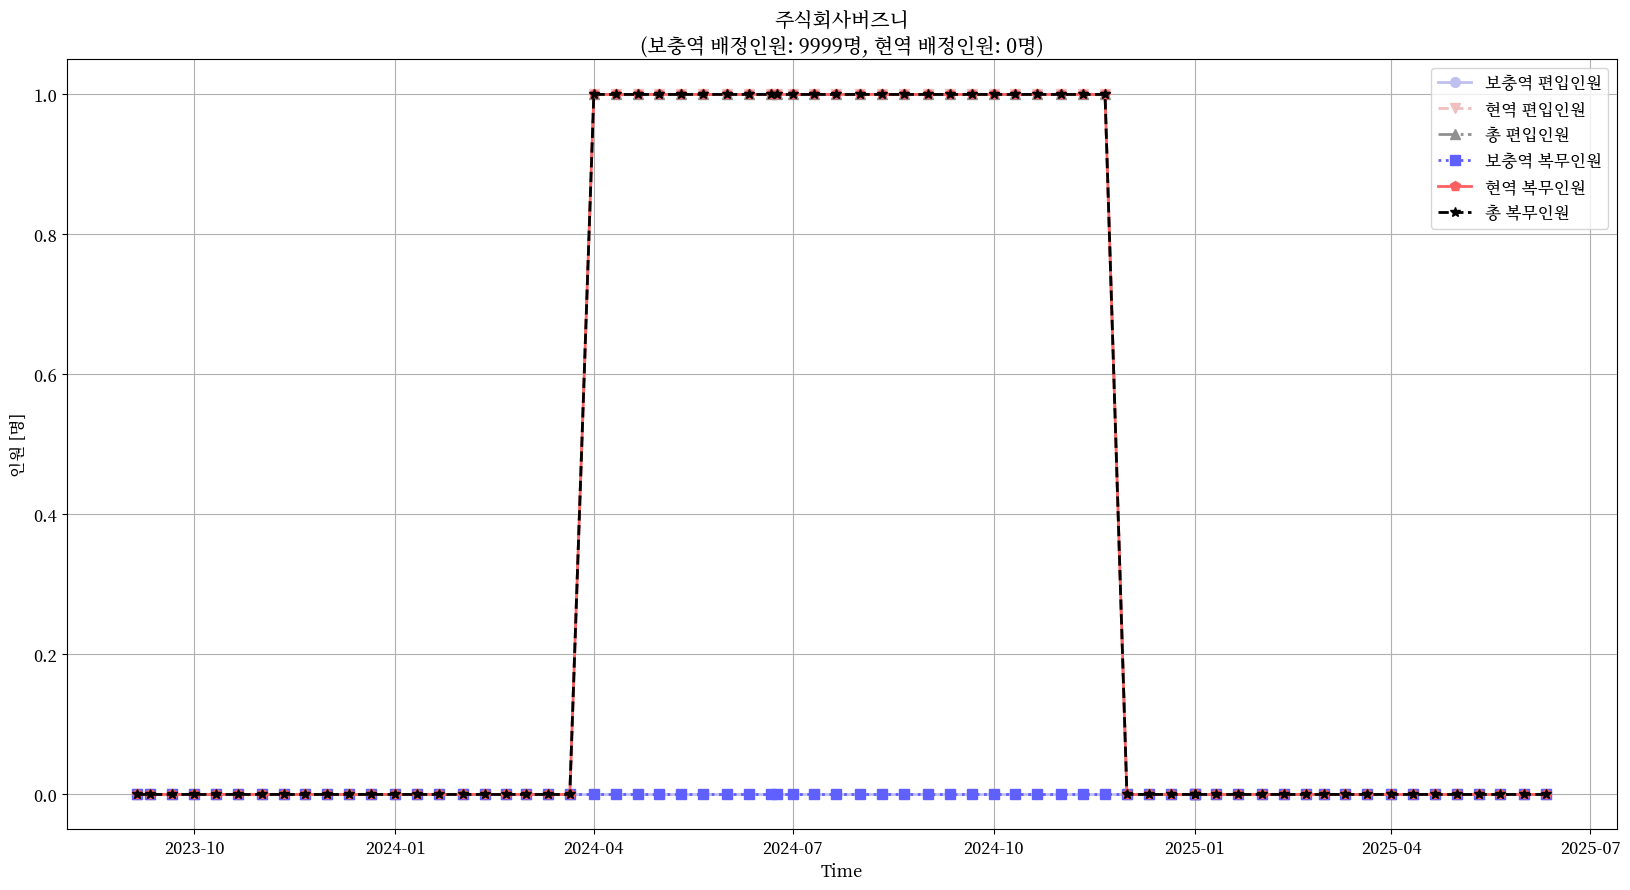 주식회사버즈니
(보충역 배정인원: 9999명, 현역 배정인원: 0명)
보충역 편입인원
현역 편입인원
총 편입인원
보충역 복무인원
현역 복무인원
총 복무인원
인원 [명]
1.0
0.8
0.6
0.4
0.2
0.0
2023-10
2024-01
2024-04
2024-07
2024-10
2025-01
2025-04
2025-07
Time